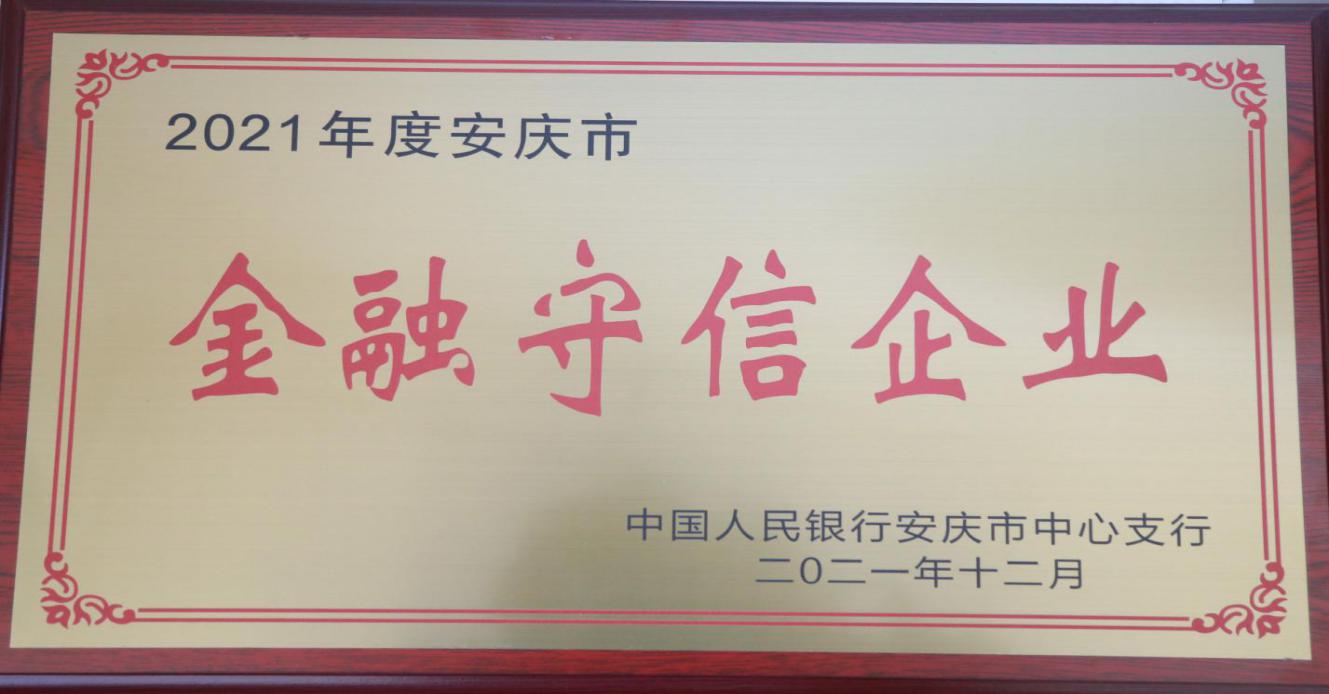 2021年度安庆市
金融守信企业
中国人民银行安庆市中心支行
二0二一年十二月